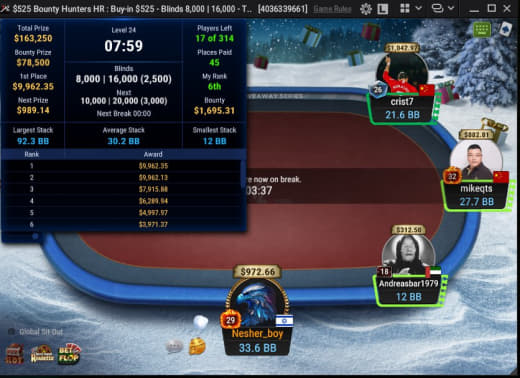 $525 Bounty Hunters HR : Buy-in $525 - Blinds 8,000 | 16,000 - T... [4036339661] Game Rules
Total Prize
$163,250
Bounty Prize
$78,500
1st Place
$9,962.35
Next Prize
$989.14
Level 24
07:59
Blinds
8,000 | 16,000 (2,500)
Next
10,000 | 20,000 (3,000)
Next Break 00:00
Players Left
17 of 314
Places Paid
45
My Rank
6th
Bounty
$1,695.31
Largest Stack
92.3 BB
Average Stack
30.2 BB
Smallest Stack
12 BB
Rank Award
1 $9,962.35
2 $9,962.13
3 $7,915.88
4 $6,289.94
5 $4,997.97
6 $3,971.37
EAWAY SERIES
re now on break.
03:37
$1,042.97
26
crist7
21.6 BB
$882.81
32
mikeqts
27.7 BB
$312.50
18
Andreasbar1979
12 BB
$972.66
29
Nesher_boy
33.6 BB
Global Sit Out
BET
FLOP